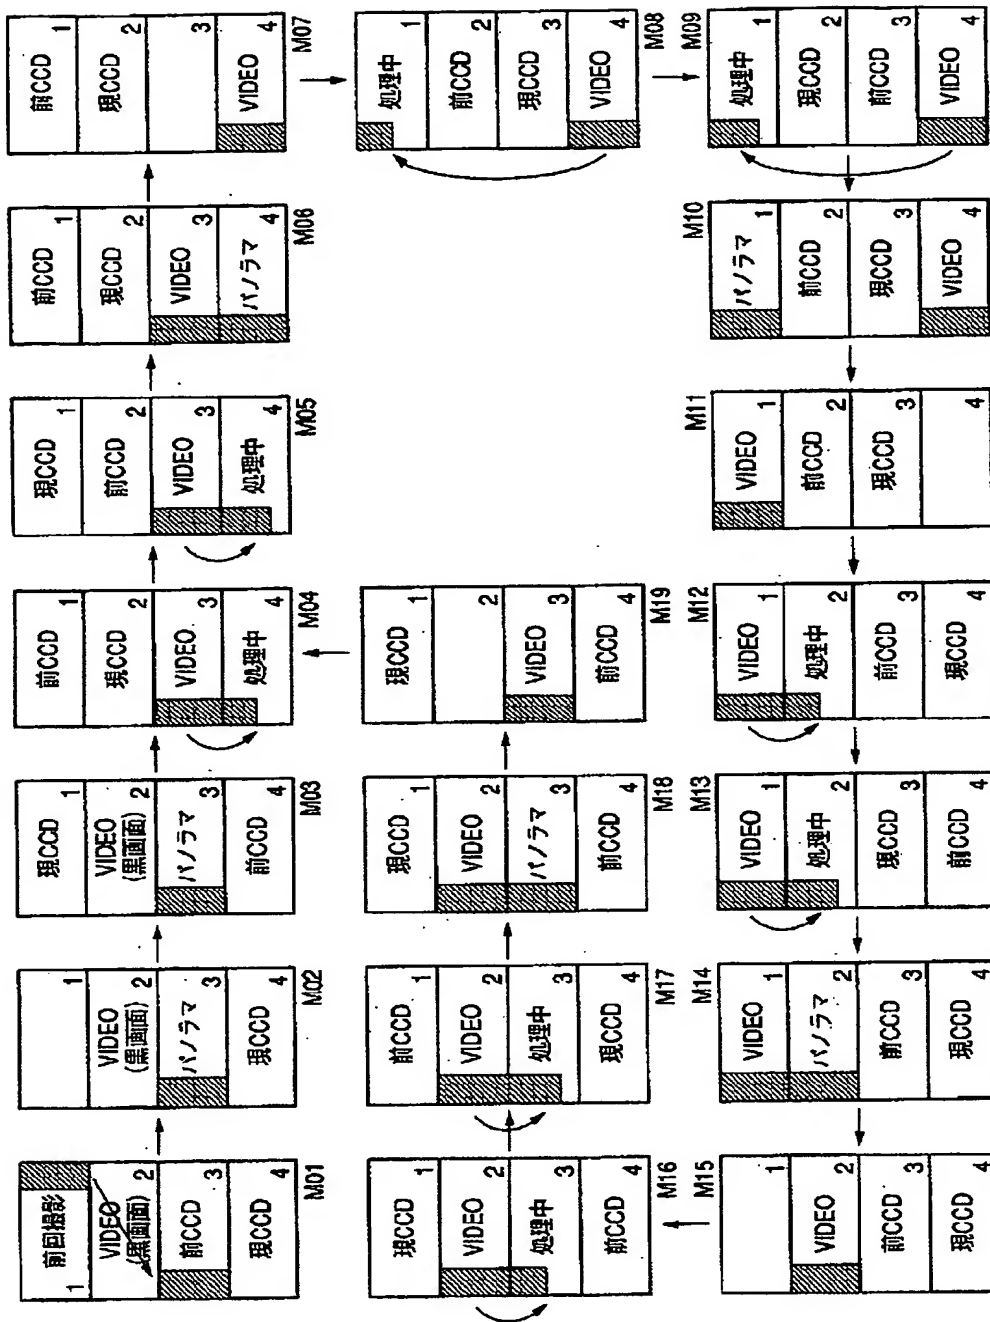 前回撮影
1
VIDEO
(黒画面)
2
前CCD
3
現CCD
4
M01
1
VIDEO
(黒画面)
2
パノラマ
3
現CCD
4
M02
現CCD
1
VIDEO
(黒画面)
2
パノラマ
3
前CCD
4
M03
前CCD
1
現CCD
2
VIDEO
3
処理中
4
M04
現CCD
1
前CCD
2
VIDEO
3
処理中
4
M05
前CCD
1
現CCD
2
VIDEO
3
パノラマ
4
M06
前CCD
1
現CCD
2
3
VIDEO
4
M07
処理中
1
前CCD
2
現CCD
3
VIDEO
4
M08
処理中
1
現CCD
2
前CCD
3
VIDEO
4
M09
パノラマ
1
前CCD
2
現CCD
3
VIDEO
4
M10
VIDEO
1
前CCD
2
現CCD
3
4
M11
VIDEO
1
処理中
2
前CCD
3
現CCD
4
M12
VIDEO
1
処理中
2
現CCD
3
前CCD
4
M13
VIDEO
1
パノラマ
2
前CCD
3
現CCD
4
M14
1
VIDEO
2
前CCD
3
現CCD
4
M15
現CCD
1
VIDEO
2
処理中
3
前CCD
4
M16
前CCD
1
VIDEO
2
処理中
3
現CCD
4
M17
現CCD
1
VIDEO
2
パノラマ
3
前CCD
4
M18
現CCD
1
2
VIDEO
3
前CCD
4
M19